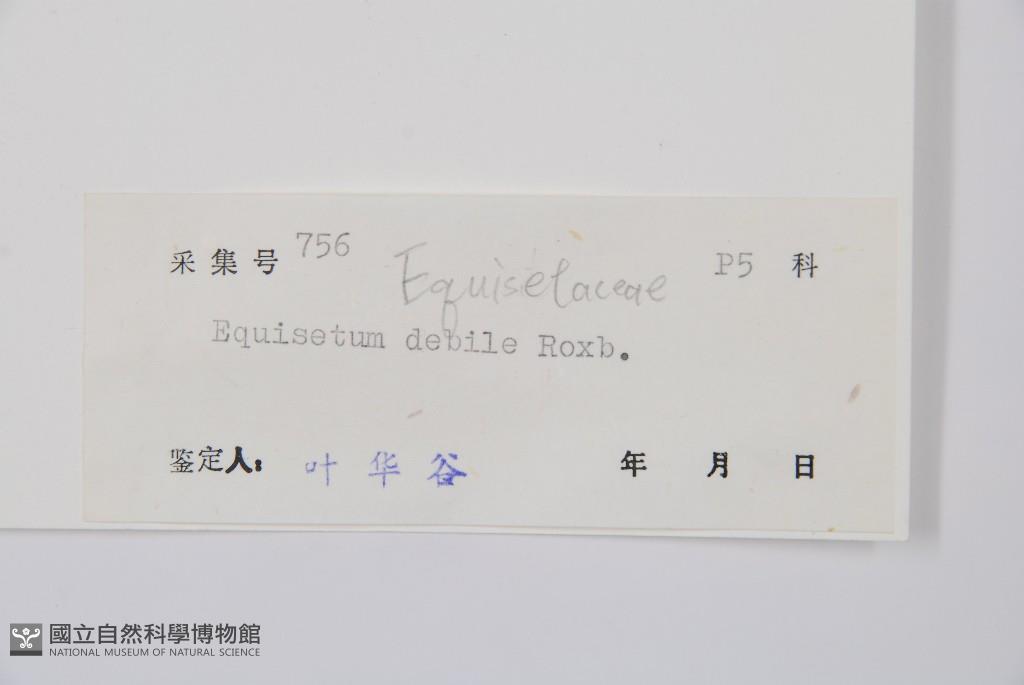 采集号 756 Equisetaceae P5 科
Equisetum debile Roxb.
鉴定人: 叶华谷 年 月 日
國立自然科學博物館
NATIONAL MUSEUM OF NATURAL SCIENCE